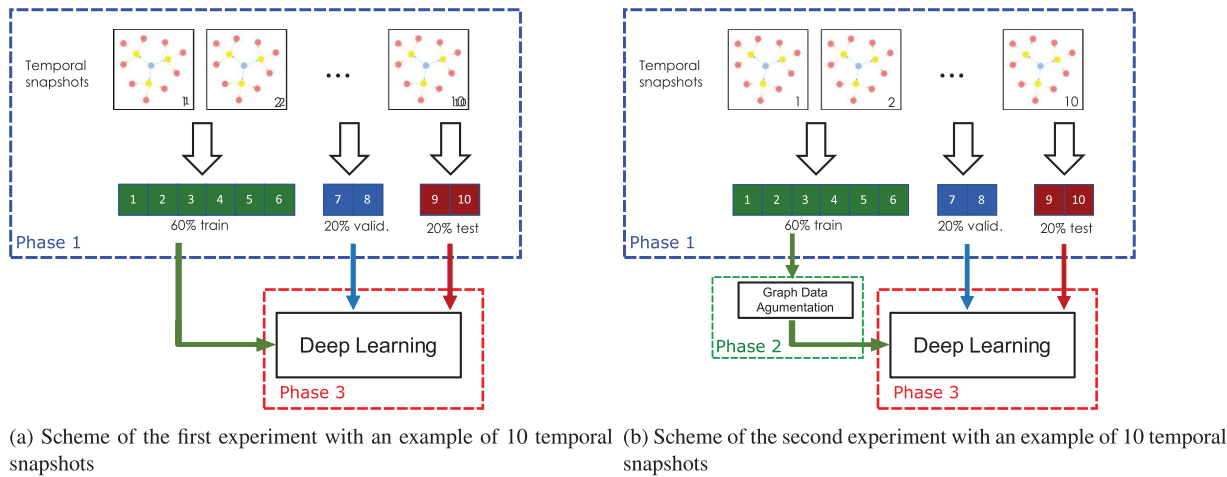 Temporal
snapshots
1
2
...
10
1 2 3 4 5 6
7 8
9 10
60% train
20% valid.
20% test
Phase 1
Deep Learning
Phase 3
(a) Scheme of the first experiment with an example of 10 temporal
snapshots
Temporal
snapshots
1
2
...
10
1 2 3 4 5 6
7 8
9 10
60% train
20% valid.
20% test
Phase 1
Graph Data
Agumentation
Phase 2
Deep Learning
Phase 3
(b) Scheme of the second experiment with an example of 10 temporal
snapshots